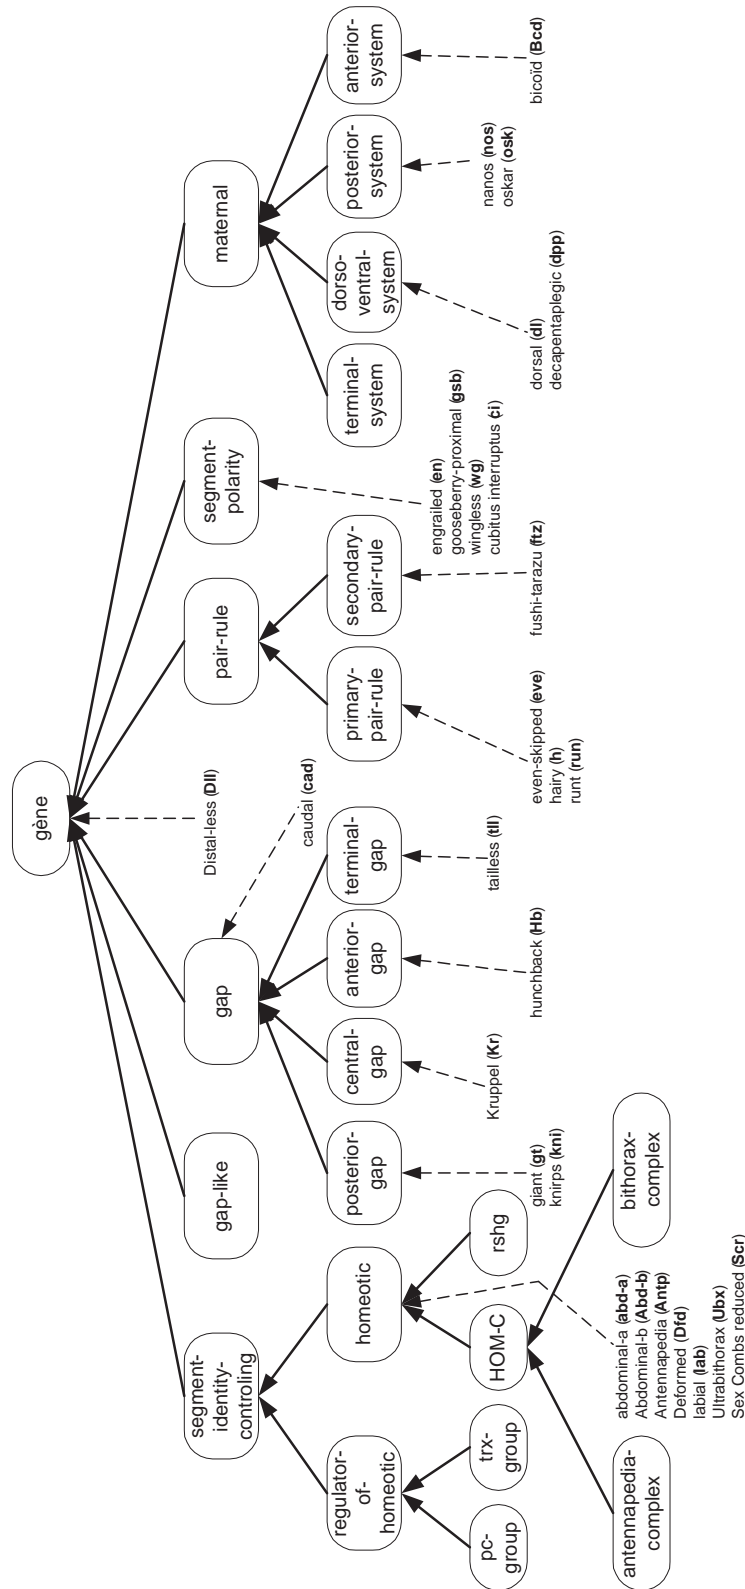 gène
segment-
identity-
controling
gap-like
gap
pair-rule
segment-
polarity
maternal
Distal-less (Dll)
caudal (cad)
regulator-
of-
homeotic
homeotic
posterior-
gap
central-
gap
anterior-
gap
terminal-
gap
primary-
pair-rule
secondary-
pair-rule
terminal-
system
dorso-
ventral-
system
posterior-
system
anterior-
system
engrailed (en)
gooseberry-proximal (gsb)
wingless (wg)
cubitus interruptus (ci)
pc-
group
trx-
group
HOM-C
rshg
giant (gt)
knirps (kni)
Kruppel (Kr)
hunchback (Hb)
tailless (tll)
even-skipped (eve)
hairy (h)
runt (run)
fushi-tarazu (ftz)
dorsal (dl)
decapentaplegic (dpp)
nanos (nos)
oskar (osk)
bicoïd (Bcd)
antennapedia-
complex
bithorax-
complex
abdominal-a (abd-a)
Abdominal-b (Abd-b)
Antennapedia (Antp)
Deformed (Dfd)
labial (lab)
Ultrabithorax (Ubx)
Sex Combs reduced (Scr)